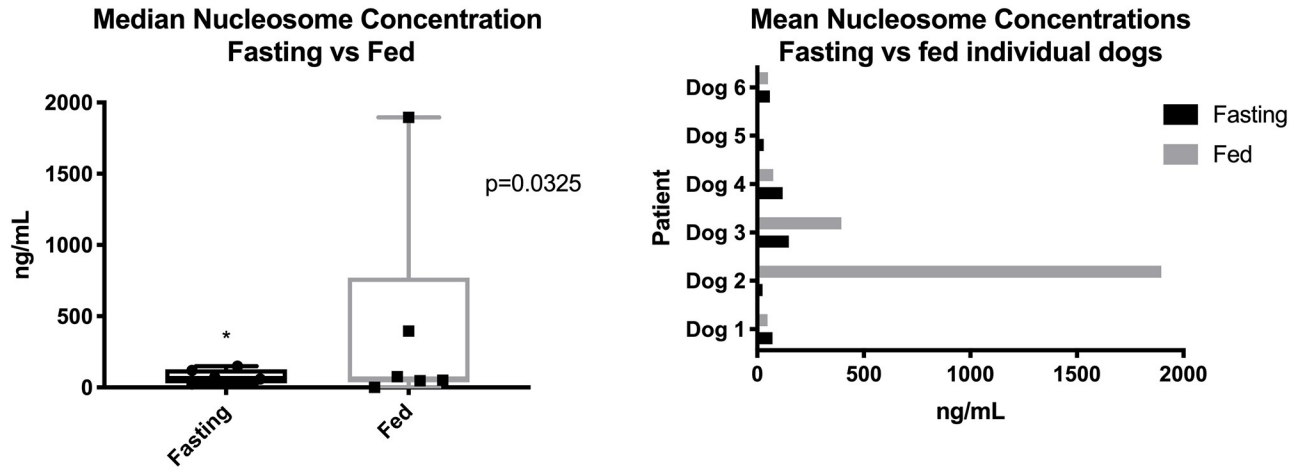 Median Nucleosome Concentration
Fasting vs Fed
2000
1500
1000
500
0
ng/mL
*
p=0.0325
Fasting
Fed
Mean Nucleosome Concentrations
Fasting vs fed individual dogs
Dog 6
Dog 5
Dog 4
Dog 3
Dog 2
Dog 1
Patient
0 500 1000 1500 2000
ng/mL
Fasting
Fed